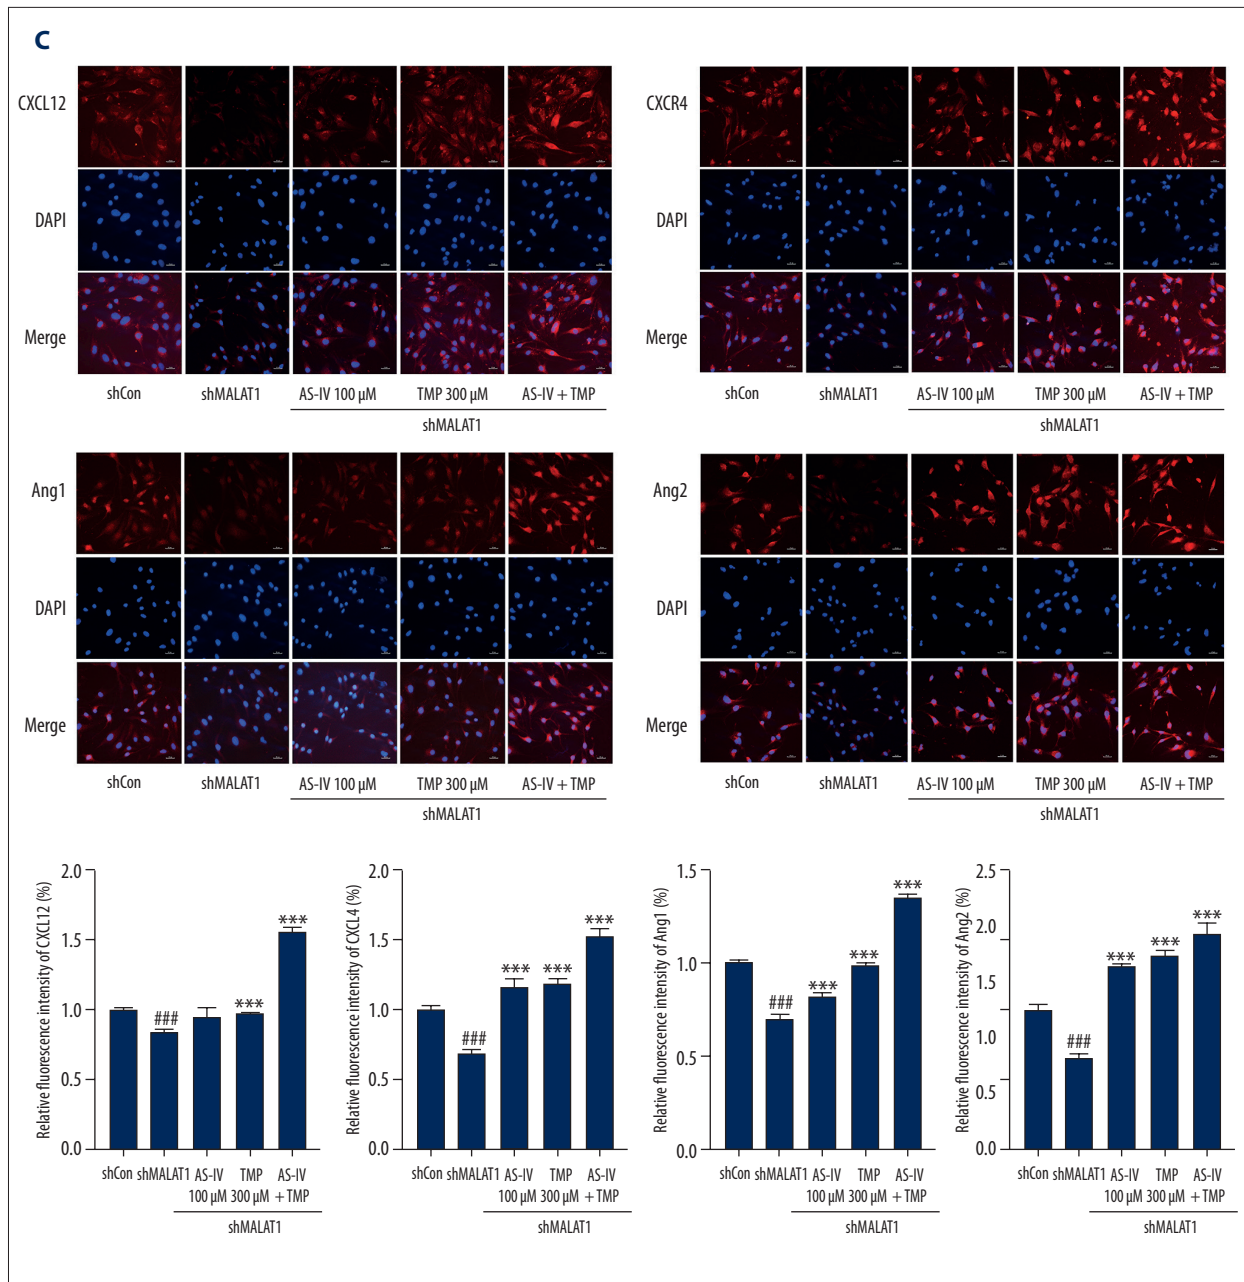 C
CXCL12
DAPI
Merge
shCon shMALAT1 AS-IV 100 μM TMP 300 μM AS-IV + TMP
shMALAT1
CXCR4
DAPI
Merge
shCon shMALAT1 AS-IV 100 μM TMP 300 μM AS-IV + TMP
shMALAT1
Ang1
DAPI
Merge
shCon shMALAT1 AS-IV 100 μM TMP 300 μM AS-IV + TMP
shMALAT1
Ang2
DAPI
Merge
shCon shMALAT1 AS-IV 100 μM TMP 300 μM AS-IV + TMP
shMALAT1
Relative fluorescence intensity of CXCL12 (%)
2.0
1.5
1.0
0.5
0.0
###
***
***
shCon shMALAT1 AS-IV TMP AS-IV
100 μM 300 μM + TMP
shMALAT1
Relative fluorescence intensity of CXCL4 (%)
2.0
1.5
1.0
0.5
0.0
###
***
***
***
shCon shMALAT1 AS-IV TMP AS-IV
100 μM 300 μM + TMP
shMALAT1
Relative fluorescence intensity of Ang1 (%)
1.5
1.0
0.5
0.0
###
***
***
***
shCon shMALAT1 AS-IV TMP AS-IV
100 μM 300 μM + TMP
shMALAT1
Relative fluorescence intensity of Ang2 (%)
2.5
2.0
1.5
1.0
0.5
0.0
###
***
***
***
shCon shMALAT1 AS-IV TMP AS-IV
100 μM 300 μM + TMP
shMALAT1